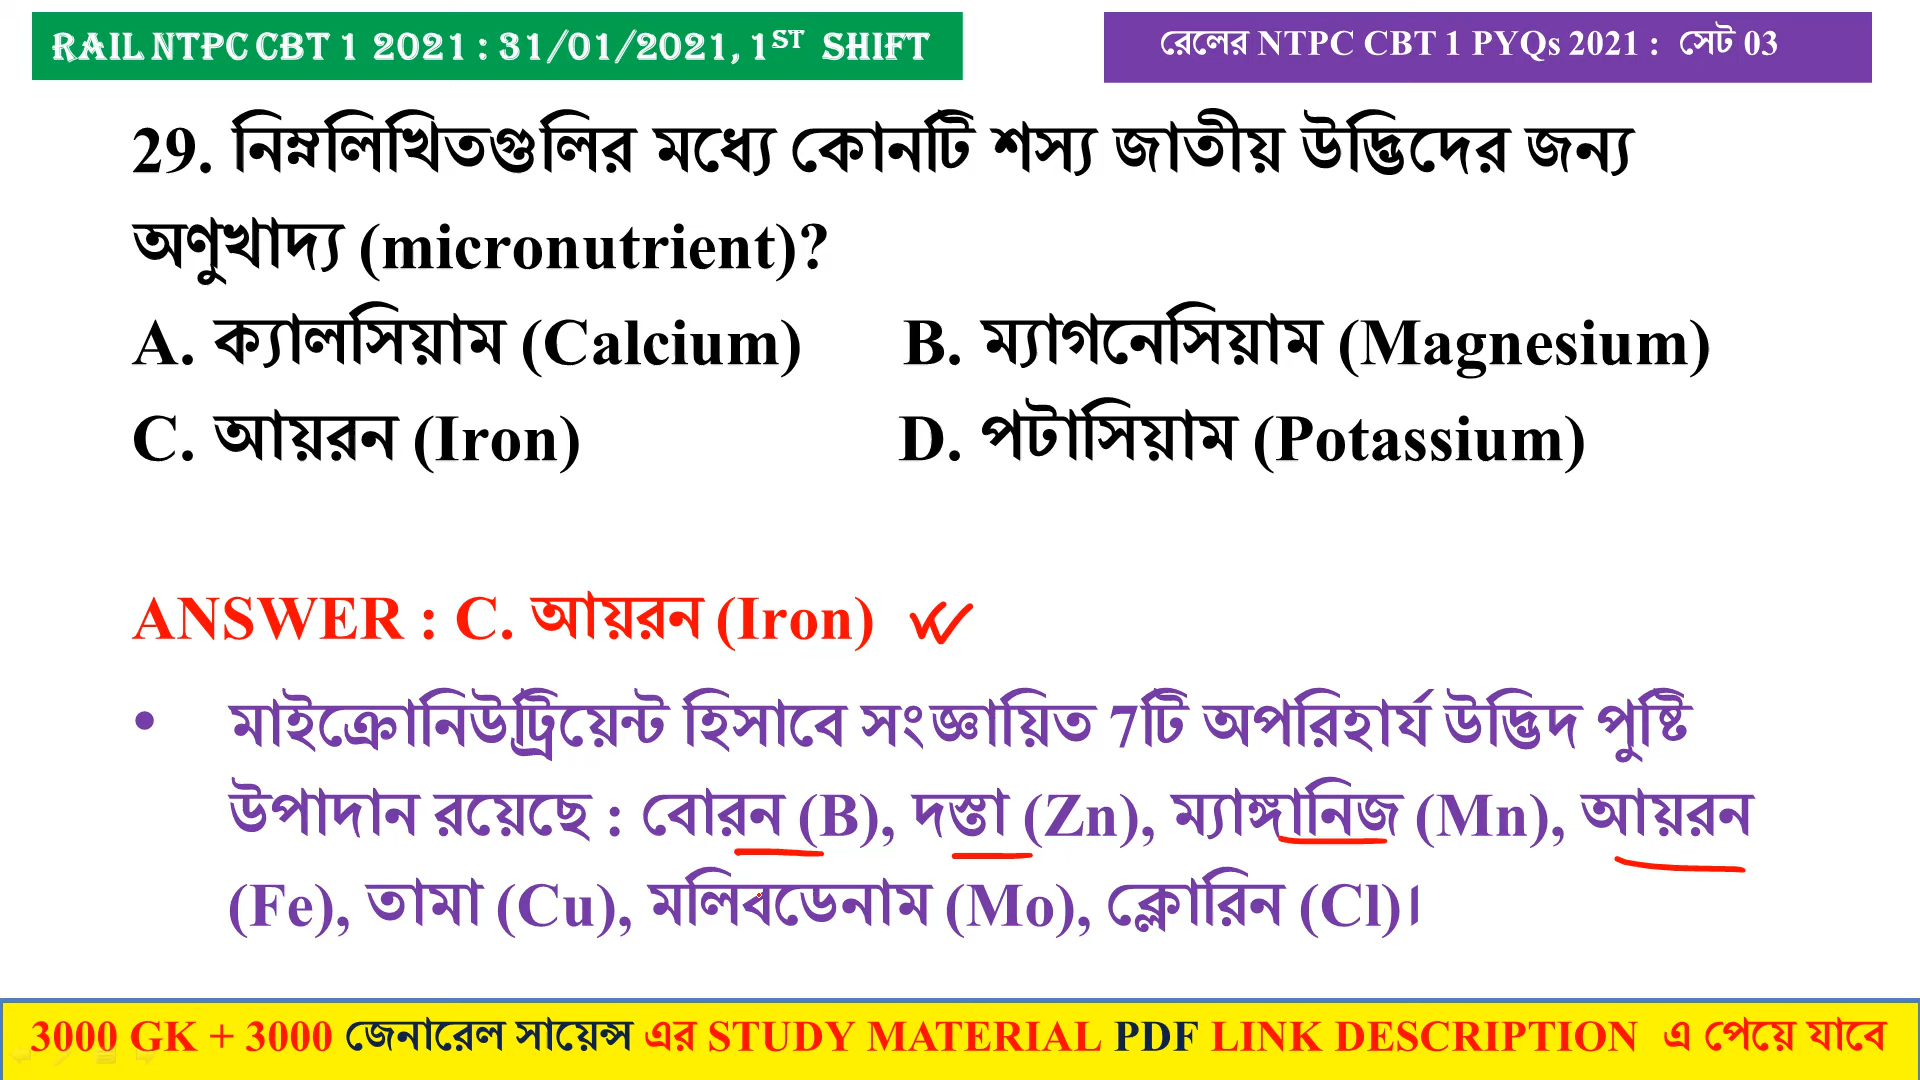 RAIL NTPC CBT 1 2021 : 31/01/2021, 1ST SHIFT
রেলের NTPC CBT 1 PYQs 2021 : সেট 03
29. নিম্নলিখিতগুলির মধ্যে কোনটি শস্য জাতীয় উদ্ভিদের জন্য
অণুখাদ্য (micronutrient)?
A. ক্যালসিয়াম (Calcium) B. ম্যাগনেসিয়াম (Magnesium)
C. আয়রন (Iron) D. পটাসিয়াম (Potassium)
ANSWER : C. আয়রন (Iron)
• মাইক্রোনিউট্রিয়েন্ট হিসাবে সংজ্ঞায়িত 7টি অপরিহার্য উদ্ভিদ পুষ্টি
উপাদান রয়েছে : বোরন (B), দস্তা (Zn), ম্যাঙ্গানিজ (Mn), আয়রন
(Fe), তামা (Cu), মলিবডেনাম (Mo), ক্লোরিন (Cl)।
3000 GK + 3000 জেনারেল সায়েন্স এর STUDY MATERIAL PDF LINK DESCRIPTION এ পেয়ে যাবে